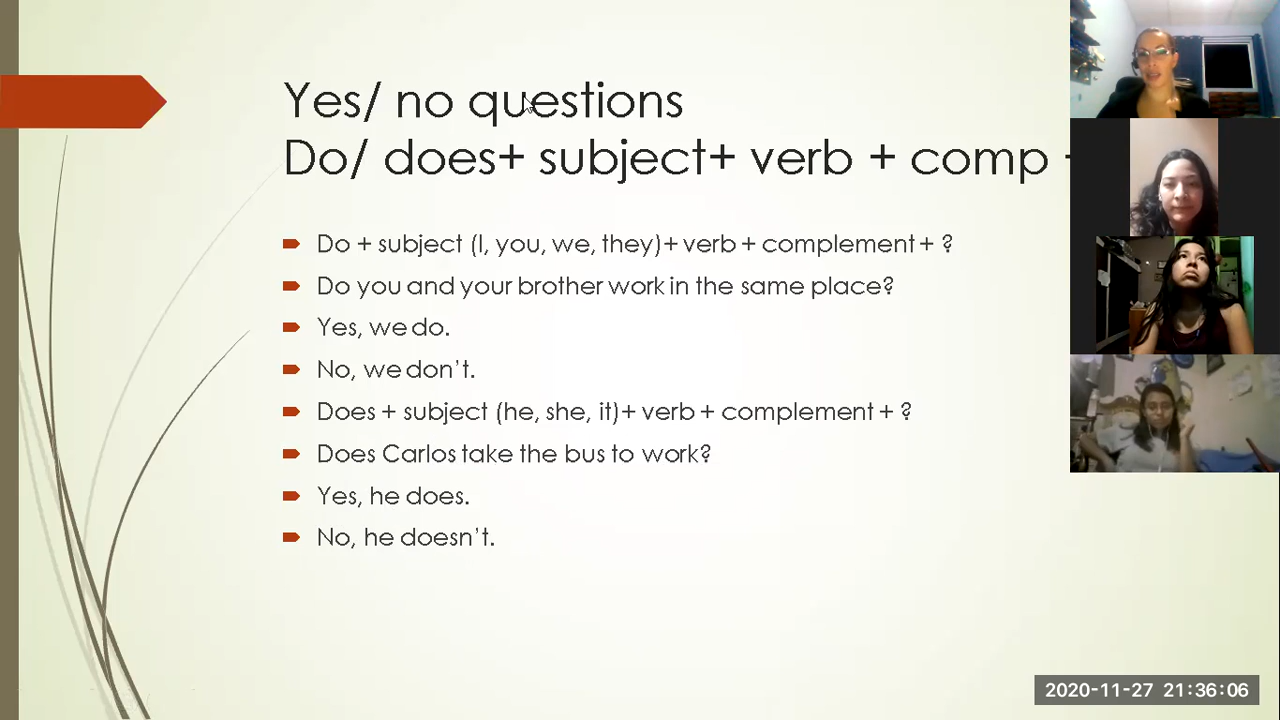 Yes/ no questions
Do/ does+ subject+ verb + comp +
Do + subject (I, you, we, they)+ verb + complement + ?
Do you and your brother work in the same place?
Yes, we do.
No, we don't.
Does + subject (he, she, it)+ verb + complement + ?
Does Carlos take the bus to work?
Yes, he does.
No, he doesn't.
2020-11-27 21:36:06